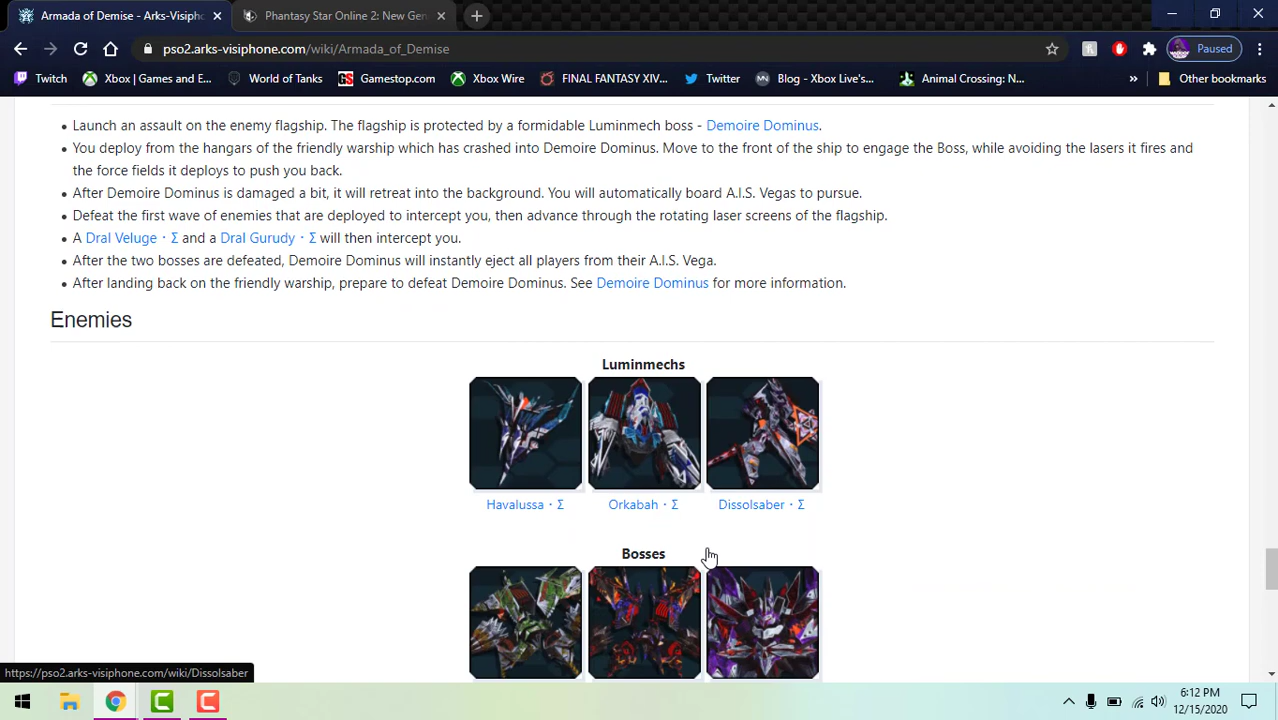 Armada of Demise - Arks-Visipho
Phantasy Star Online 2: New Gen
pso2.arks-visiphone.com/wiki/Armada_of_Demise
Paused
Twitch
Xbox | Games and E...
World of Tanks
Gamestop.com
Xbox Wire
FINAL FANTASY XIV...
Twitter
Blog - Xbox Live's...
Animal Crossing: N...
»
Other bookmarks
• Launch an assault on the enemy flagship. The flagship is protected by a formidable Luminmech boss - Demoire Dominus.
• You deploy from the hangars of the friendly warship which has crashed into Demoire Dominus. Move to the front of the ship to engage the Boss, while avoiding the lasers it fires and
the force fields it deploys to push you back.
• After Demoire Dominus is damaged a bit, it will retreat into the background. You will automatically board A.I.S. Vegas to pursue.
• Defeat the first wave of enemies that are deployed to intercept you, then advance through the rotating laser screens of the flagship.
• A Dral Veluge・Σ and a Dral Gurudy・Σ will then intercept you.
• After the two bosses are defeated, Demoire Dominus will instantly eject all players from their A.I.S. Vega.
• After landing back on the friendly warship, prepare to defeat Demoire Dominus. See Demoire Dominus for more information.
Enemies
Luminmechs
Havalussa・Σ
Orkabah・Σ
Dissolsaber・Σ
Bosses
https://pso2.arks-visiphone.com/wiki/Dissolsaber
6:12 PM
12/15/2020